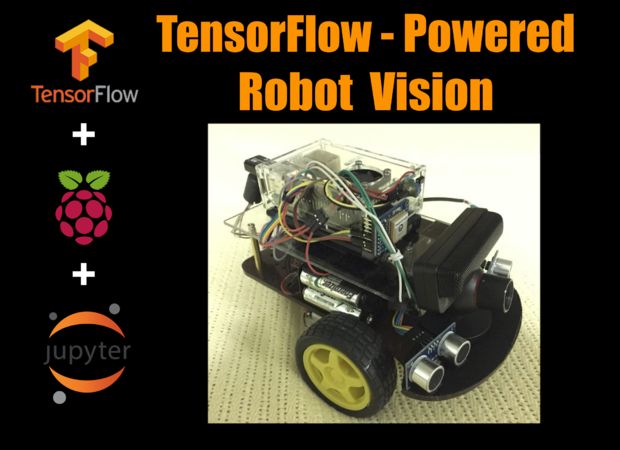 TensorFlow - Powered
Robot Vision
TensorFlow
+
+
jupyter